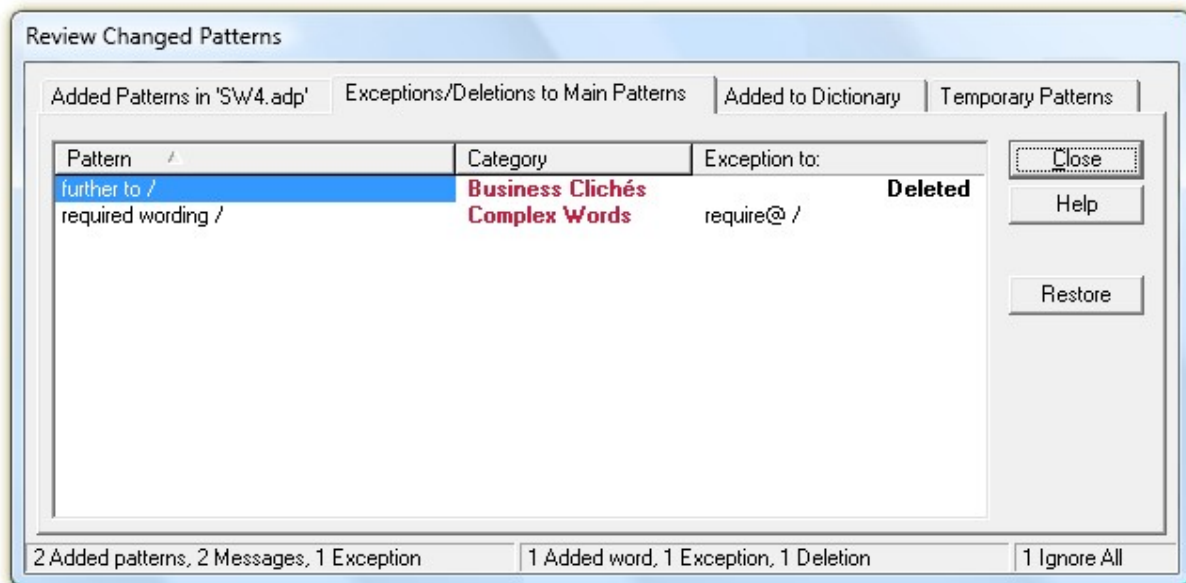 Review Changed Patterns
Added Patterns in 'SW4.adp' Exceptions/Deletions to Main Patterns Added to Dictionary Temporary Patterns
Pattern Category Exception to: Close
further to / Business Clichés Deleted
Help
required wording / Complex Words require@ /
Restore
2 Added patterns, 2 Messages, 1 Exception 1 Added word, 1 Exception, 1 Deletion 1 Ignore All